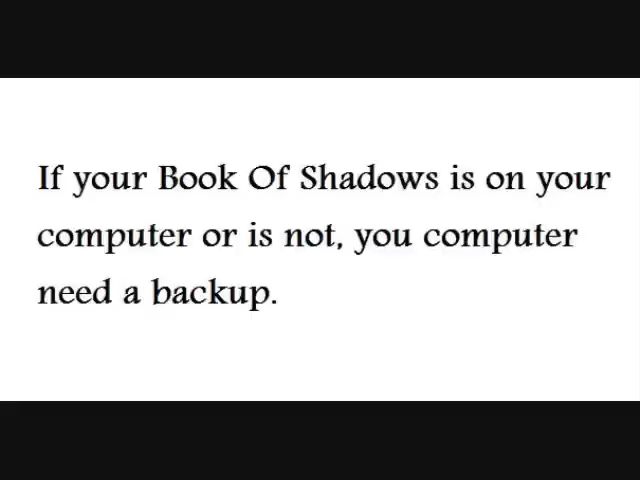 If your Book Of Shadows is on your
computer or is not, you computer
need a backup.